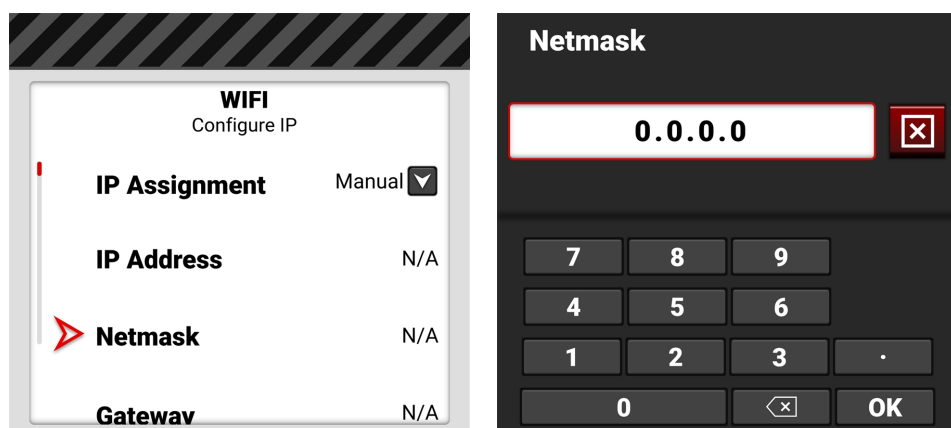 WIFI
Configure IP
IP Assignment Manual
IP Address N/A
Netmask N/A
Gateway N/A
Netmask
0.0.0.0
7 8 9
4 5 6
1 2 3 .
0 OK